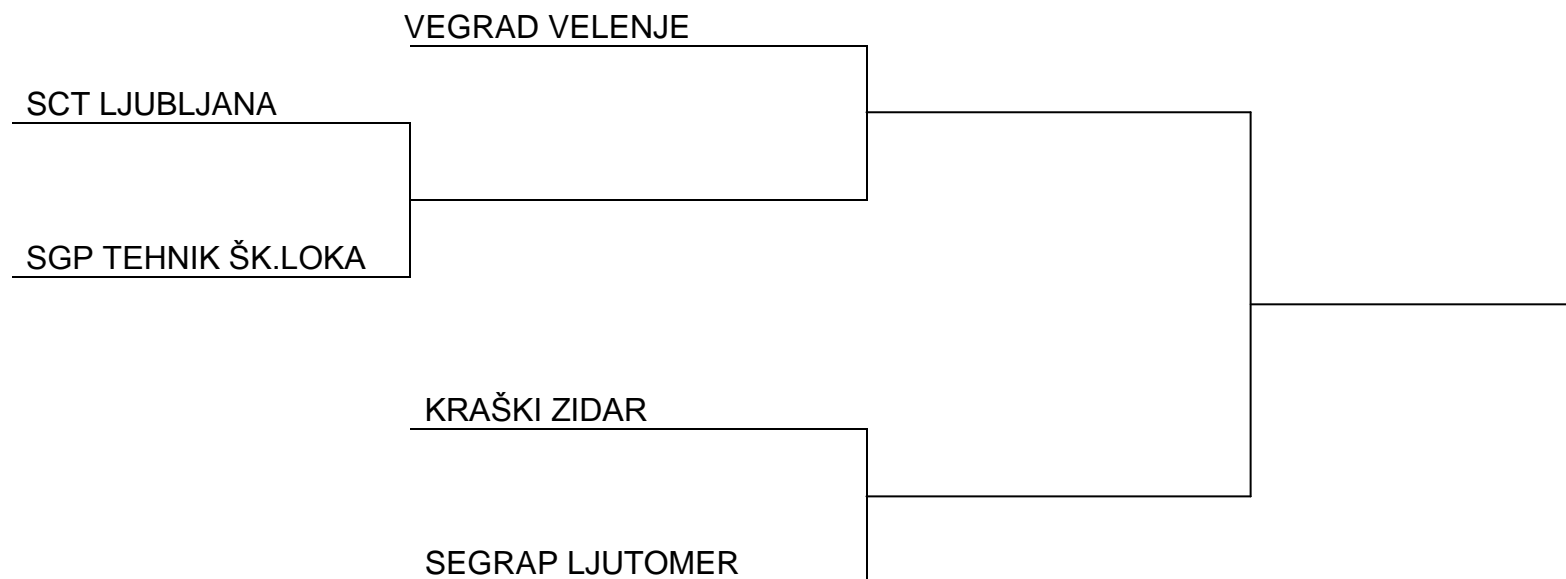 VEGRAD VELENJE
SCT LJUBLJANA
SGP TEHNIK ŠK.LOKA
KRAŠKI ZIDAR
SEGRAP LJUTOMER